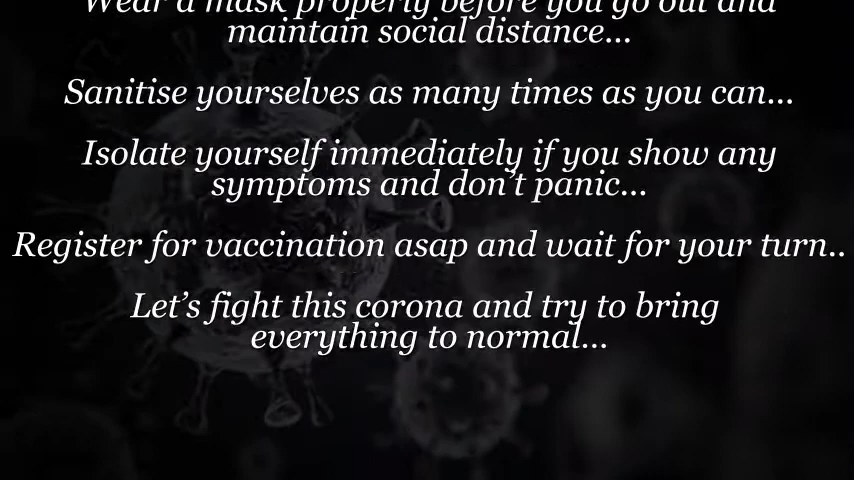 Wear a mask properly before you go out and
maintain social distance...
Sanitise yourselves as many times as you can...
Isolate yourself immediately if you show any
symptoms and don’t panic...
Register for vaccination asap and wait for your turn..
Let’s fight this corona and try to bring
everything to normal...